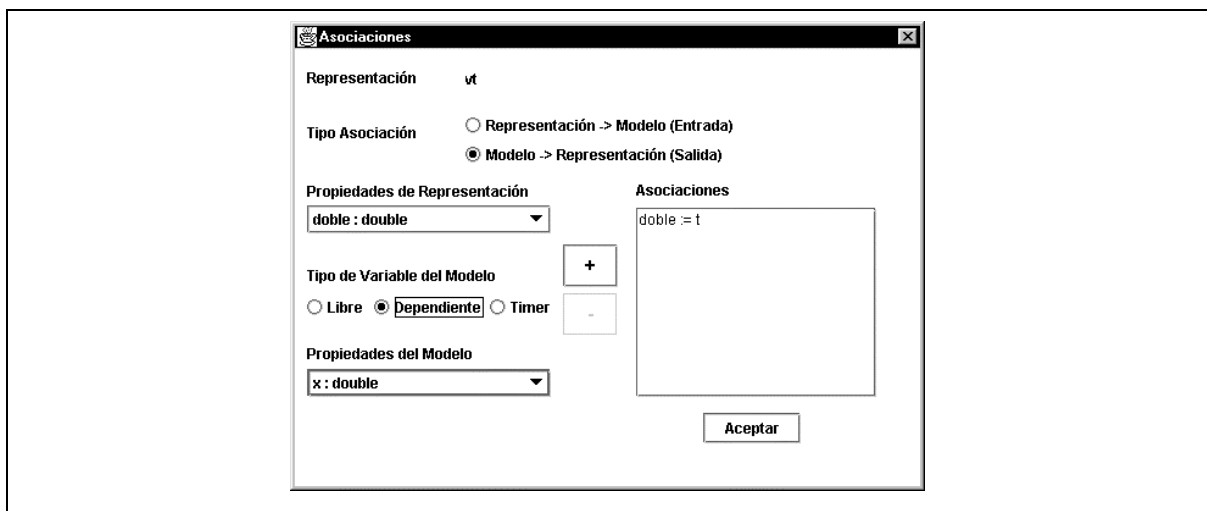 Asociaciones
Representación vt
Tipo Asociación
Representación -> Modelo (Entrada)
Modelo -> Representación (Salida)
Propiedades de Representación
doble : double
Tipo de Variable del Modelo
Libre Dependiente Timer
Propiedades del Modelo
x : double
+
-
Asociaciones
doble := t
Aceptar